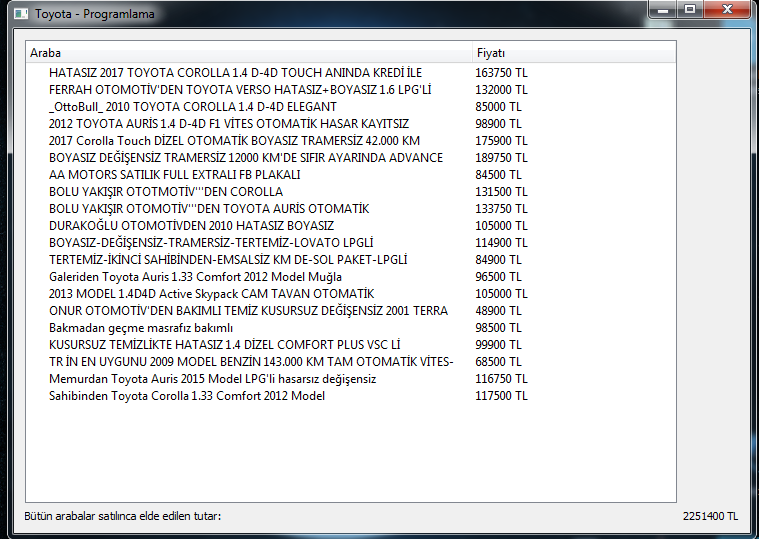 Toyota - Programlama
Araba Fiyatı
HATASIZ 2017 TOYOTA COROLLA 1.4 D-4D TOUCH ANINDA KREDİ İLE 163750 TL
FERRAH OTOMOTİV'DEN TOYOTA VERSO HATASIZ+BOYASIZ 1.6 LPG'Lİ 132000 TL
_OttoBull_ 2010 TOYOTA COROLLA 1.4 D-4D ELEGANT 85000 TL
2012 TOYOTA AURİS 1.4 D-4D F1 VİTES OTOMATİK HASAR KAYITSIZ 98900 TL
2017 Corolla Touch DİZEL OTOMATİK BOYASIZ TRAMERSİZ 42.000 KM 175900 TL
BOYASIZ DEĞİŞENSİZ TRAMERSİZ 12000 KM'DE SIFIR AYARINDA ADVANCE 189750 TL
AA MOTORS SATILIK FULL EXTRALI FB PLAKALI 84500 TL
BOLU YAKIŞIR OTOTMOTİV'''DEN COROLLA 131500 TL
BOLU YAKIŞIR OTOMOTİV'''DEN TOYOTA AURİS OTOMATİK 133750 TL
DURAKOĞLU OTOMOTİVDEN 2010 HATASIZ BOYASIZ 105000 TL
BOYASIZ-DEĞİŞENSİZ-TRAMERSİZ-TERTEMİZ-LOVATO LPGLİ 114900 TL
TERTEMİZ-İKİNCİ SAHİBİNDEN-EMSALSİZ KM DE-SOL PAKET-LPGLİ 84900 TL
Galeriden Toyota Auris 1.33 Comfort 2012 Model Muğla 96500 TL
2013 MODEL 1.4D4D Active Skypack CAM TAVAN OTOMATİK 105000 TL
ONUR OTOMOTİV'DEN BAKIMLI TEMİZ KUSURSUZ DEĞİŞENSİZ 2001 TERRA 48900 TL
Bakmadan geçme masrafız bakımlı 98500 TL
KUSURSUZ TEMİZLİKTE HATASIZ 1.4 DİZEL COMFORT PLUS VSC Lİ 99900 TL
TR İN EN UYGUNU 2009 MODEL BENZİN 143.000 KM TAM OTOMATİK VİTES- 68500 TL
Memurdan Toyota Auris 2015 Model LPG'li hasarsız değişensiz 116750 TL
Sahibinden Toyota Corolla 1.33 Comfort 2012 Model 117500 TL
Bütün arabalar satılınca elde edilen tutar: 2251400 TL